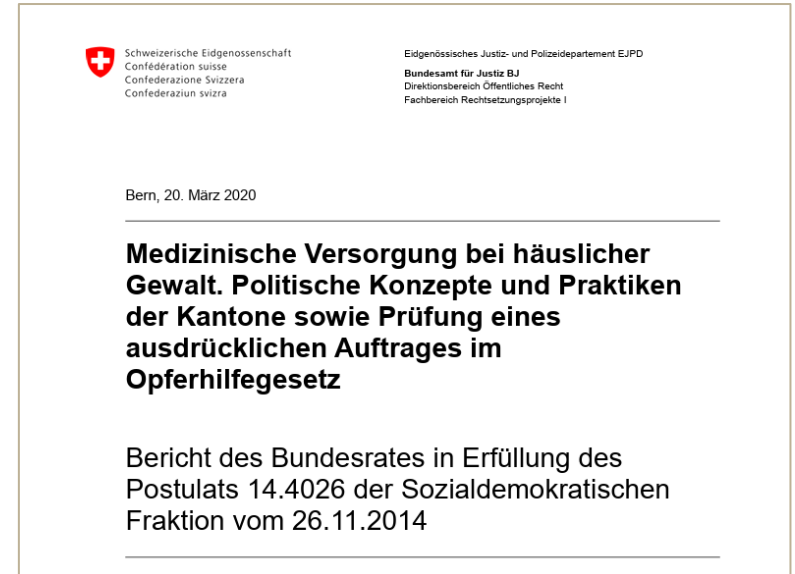 Schweizerische Eidgenossenschaft
Confédération suisse
Confederazione Svizzera
Confederaziun svizra
Eidgenössisches Justiz- und Polizeidepartement EJPD
Bundesamt für Justiz BJ
Direktionsbereich Öffentliches Recht
Fachbereich Rechtsetzungsprojekte I
Bern, 20. März 2020
Medizinische Versorgung bei häuslicher
Gewalt. Politische Konzepte und Praktiken
der Kantone sowie Prüfung eines
ausdrücklichen Auftrages im
Opferhilfegesetz
Bericht des Bundesrates in Erfüllung des
Postulats 14.4026 der Sozialdemokratischen
Fraktion vom 26.11.2014